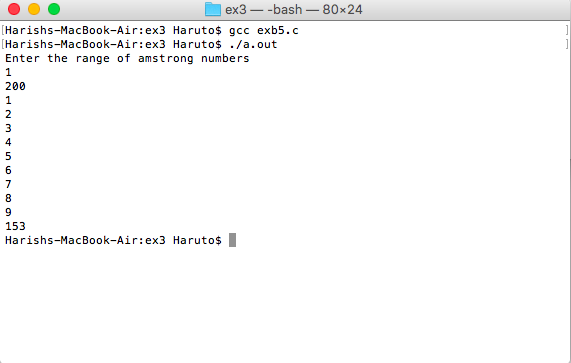 ex3 — -bash — 80×24
[Harishs-MacBook-Air:ex3 Haruto$ gcc exb5.c ]
[Harishs-MacBook-Air:ex3 Haruto$ ./a.out ]
Enter the range of amstrong numbers
1
200
1
2
3
4
5
6
7
8
9
153
Harishs-MacBook-Air:ex3 Haruto$